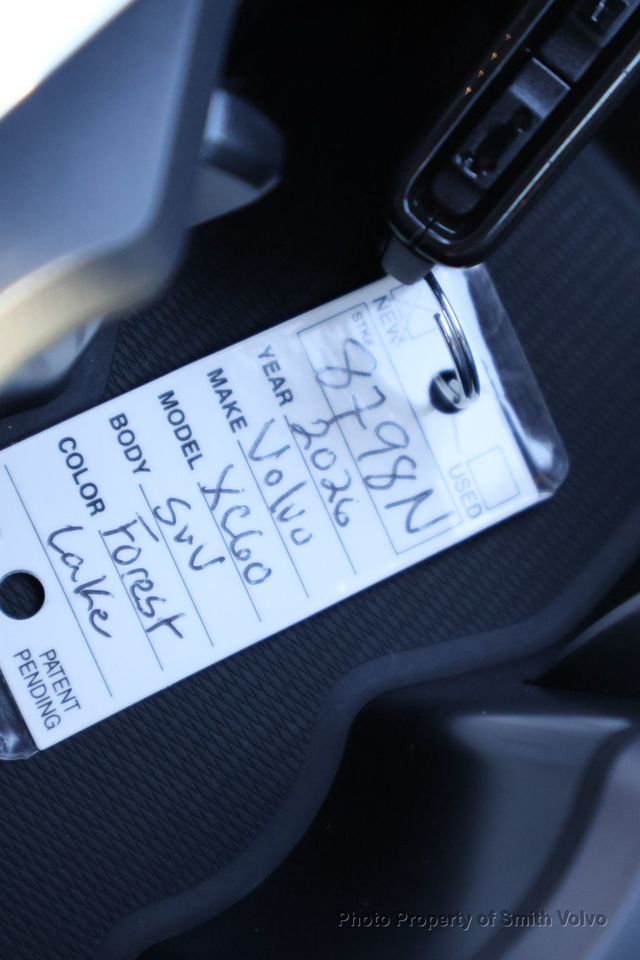 NEW USED
STK# 8798N
YEAR 2026
MAKE Volvo
MODEL XC60
BODY SuV
COLOR Forest
Lake
PATENT
PENDING
Photo Property of Smith Volvo